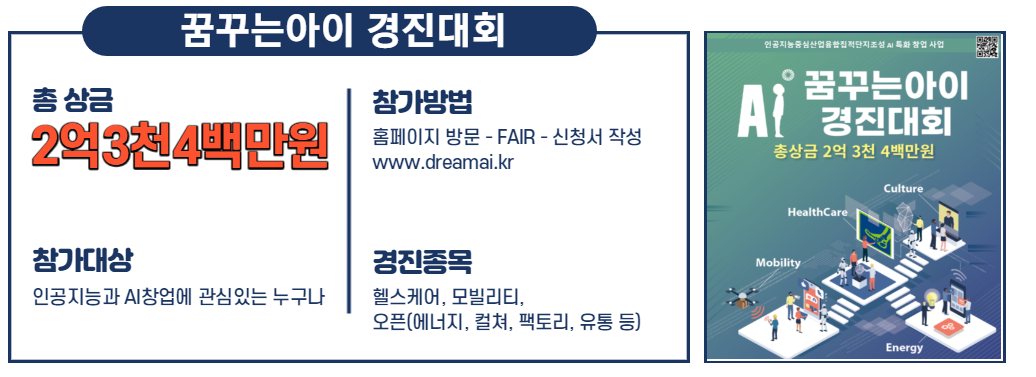 꿈꾸는아이 경진대회
총 상금
2억3천4백만원
참가대상
인공지능과 AI창업에 관심있는 누구나
참가방법
홈페이지 방문 - FAIR - 신청서 작성
www.dreamai.kr
경진종목
헬스케어, 모빌리티,
오픈(에너지, 컬쳐, 팩토리, 유통 등)
인공지능중심산업융합집적단지조성 AI 특화 창업 사업
Ai 꿈꾸는아이
경진대회
총상금 2억 3천 4백만원
Culture
HealthCare
Mobility
Energy